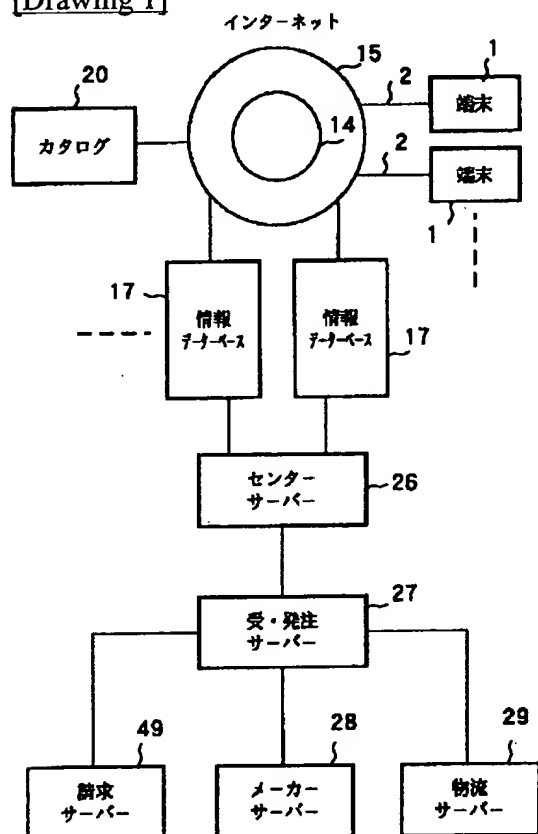 [Drawing 1]
インターネット
20
15
1
カタログ
14
2
端末
2
端末
1
17
情報
データーベース
情報
データーベース
17
センター
サーバー
26
27
受・発注
サーバー
49
28
29
請求
サーバー
メーカー
サーバー
物流
サーバー